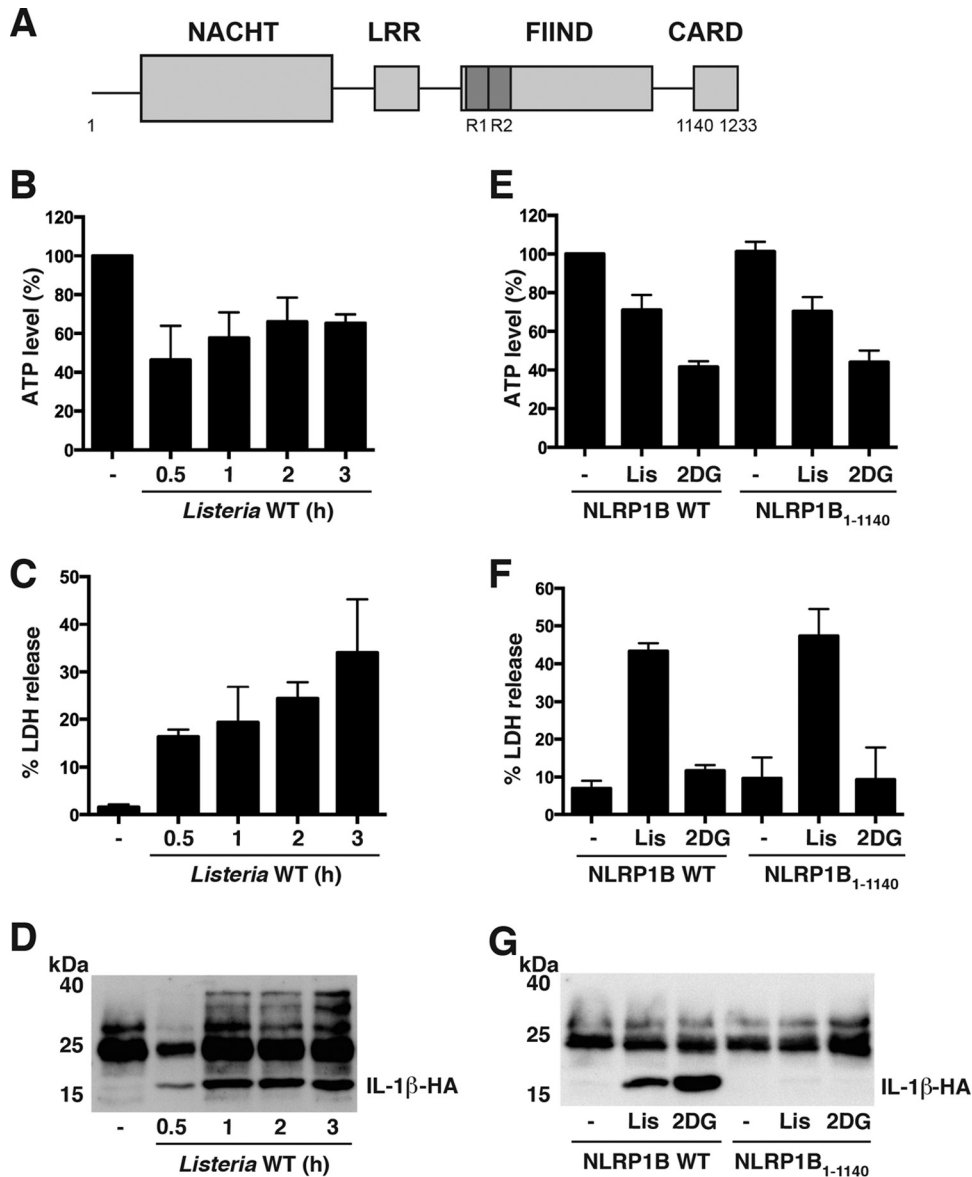 A
NACHT LRR FIIND CARD
1 R1 R2 1140 1233
B
ATP level (%)
120
100
80
60
40
20
0
- 0.5 1 2 3
Listeria WT (h)
C
% LDH release
50
40
30
20
10
0
- 0.5 1 2 3
Listeria WT (h)
D
kDa
40
25
15
IL-1β-HA
- 0.5 1 2 3
Listeria WT (h)
E
ATP level (%)
120
100
80
60
40
20
0
- Lis 2DG - Lis 2DG
NLRP1B WT NLRP1B1-1140
F
% LDH release
60
50
40
30
20
10
0
- Lis 2DG - Lis 2DG
NLRP1B WT NLRP1B1-1140
G
kDa
40
25
15
IL-1β-HA
- Lis 2DG - Lis 2DG
NLRP1B WT NLRP1B1-1140